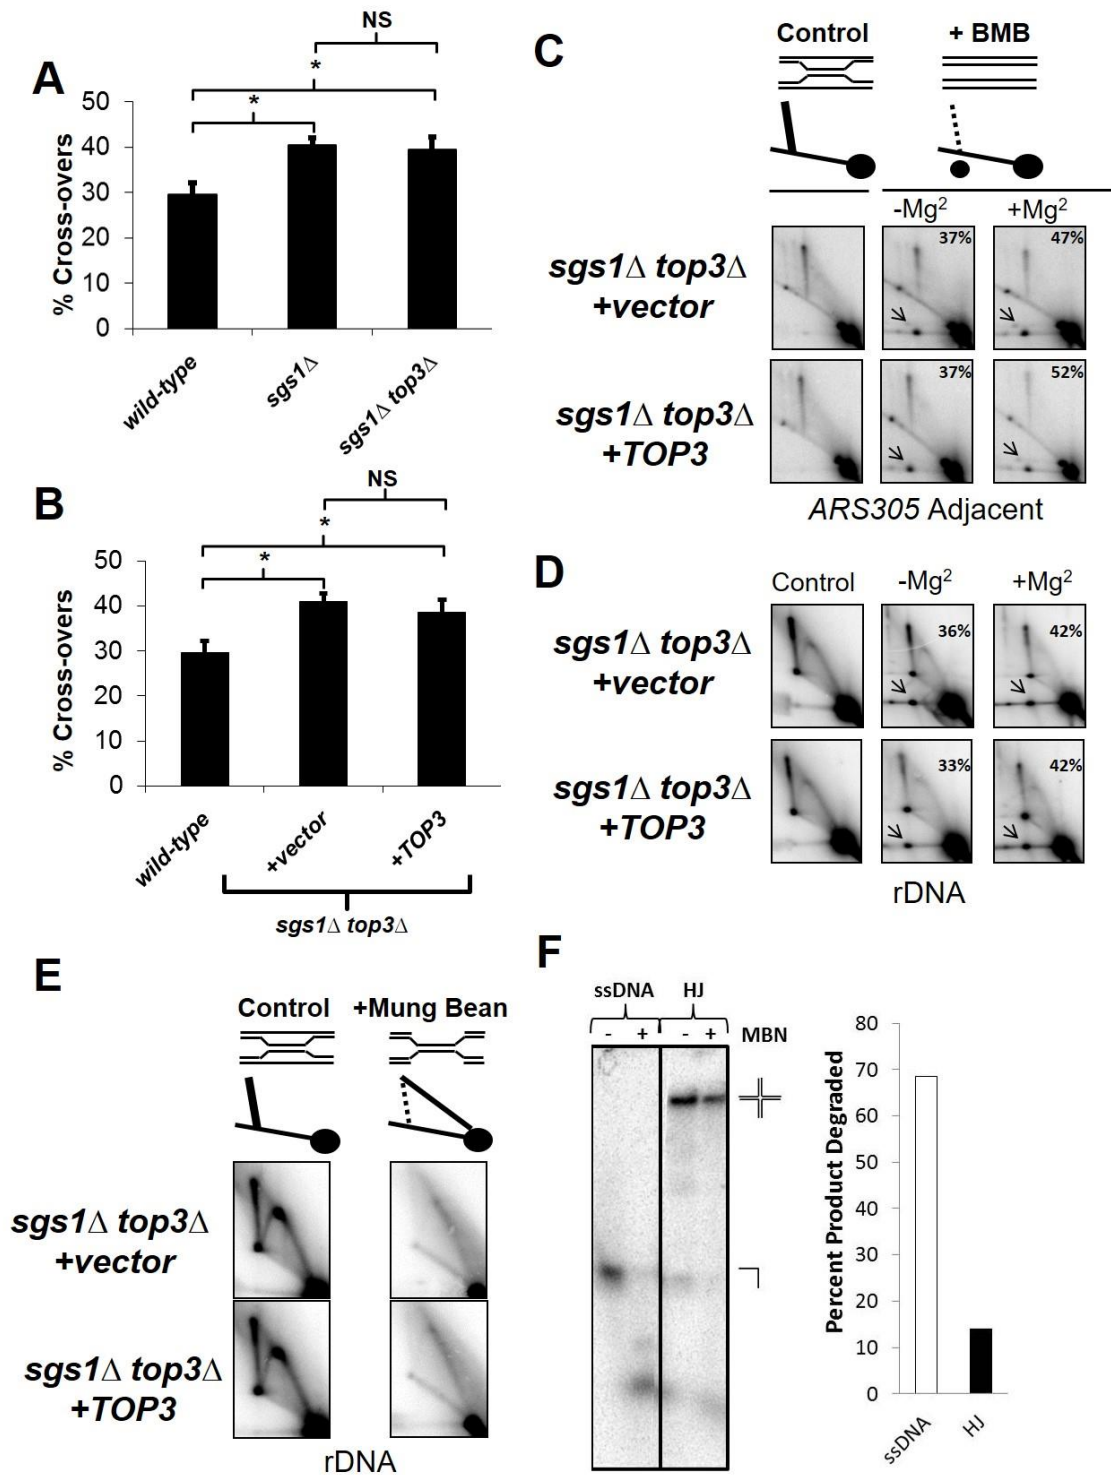 A
NS
*
*
% Cross-overs
50
40
30
20
10
0
wild-type
sgs1Δ
sgs1Δ top3Δ
B
NS
*
*
% Cross-overs
50
40
30
20
10
0
wild-type
+vector
+TOP3
sgs1Δ top3Δ
C
Control
+ BMB
-Mg2
+Mg2
sgs1Δ top3Δ
+vector
37%
47%
sgs1Δ top3Δ
+TOP3
37%
52%
ARS305 Adjacent
D
Control
-Mg2
+Mg2
sgs1Δ top3Δ
+vector
36%
42%
sgs1Δ top3Δ
+TOP3
33%
42%
rDNA
E
Control
+Mung Bean
sgs1Δ top3Δ
+vector
sgs1Δ top3Δ
+TOP3
rDNA
F
ssDNA
HJ
- + - + MBN
Percent Product Degraded
80
70
60
50
40
30
20
10
0
ssDNA
HJ